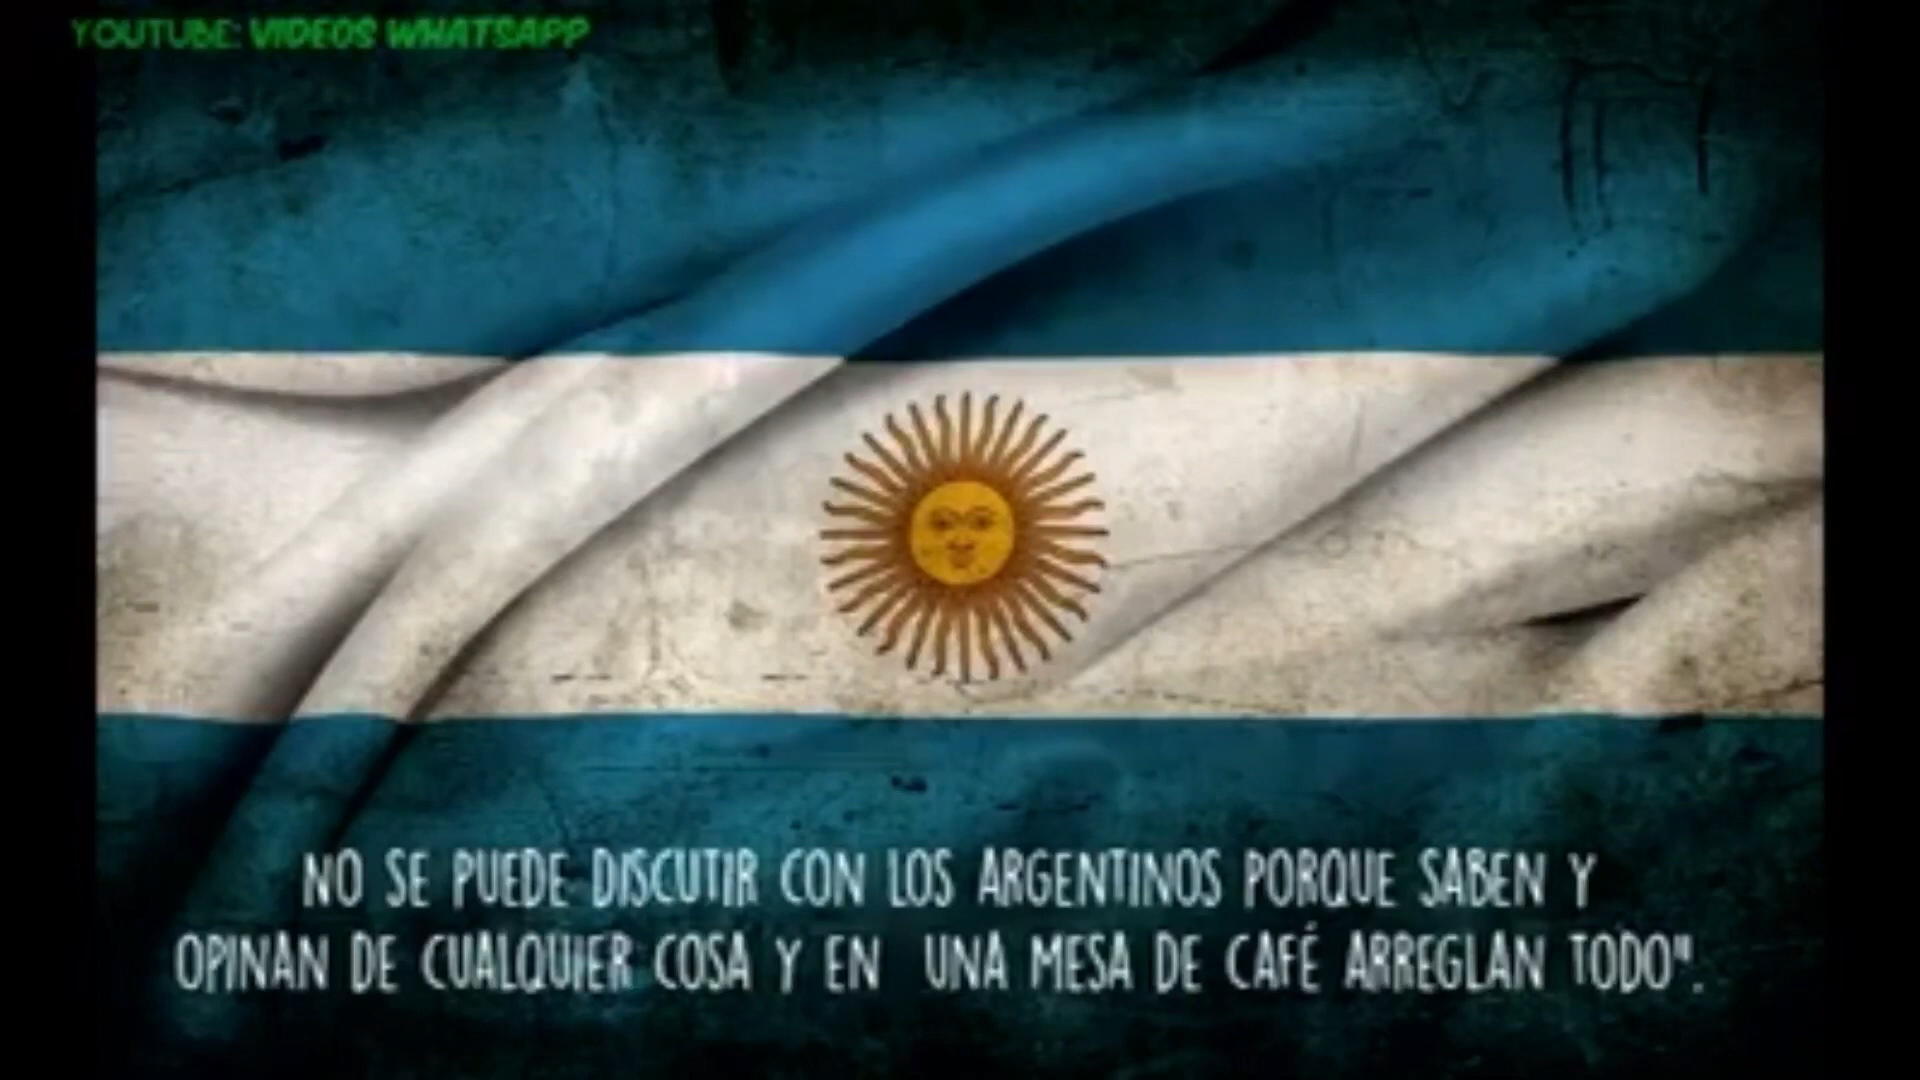 YOUTUBE: VIDEOS WHATSAPP
NO SE PUEDE DISCUTIR CON LOS ARGENTINOS PORQUE SABEN Y
OPINAN DE CUALQUIER COSA Y EN UNA MESA DE CAFÉ ARREGLAN TODO".